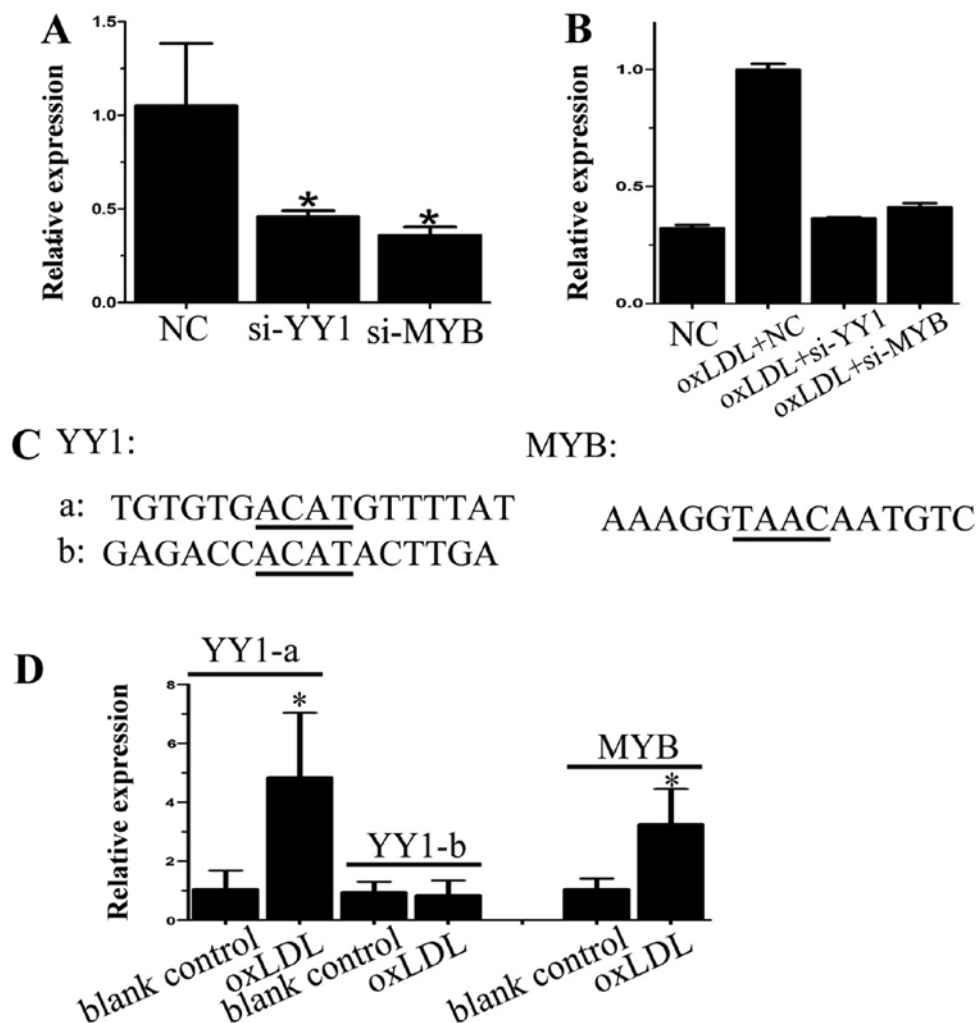 A
Relative expression
1.5
1.0
0.5
0.0
*
*
NC
si-YY1
si-MYB
B
Relative expression
1.0
0.5
0.0
NC
oxLDL+NC
oxLDL+si-YY1
oxLDL+si-MYB
C YY1:
MYB:
a: TGTGTGACATGTTTTAT
b: GAGACCACATACTTGA
AAAGGTAACAATGTC
D
Relative expression
8
6
4
2
0
YY1-a
*
YY1-b
MYB
*
blank control
oxLDL
blank control
oxLDL
blank control
oxLDL